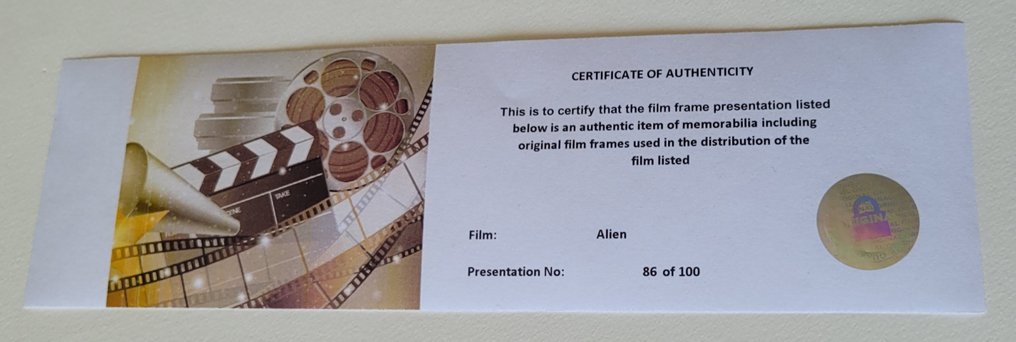 CERTIFICATE OF AUTHENTICITY
This is to certify that the film frame presentation listed
below is an authentic item of memorabilia including
original film frames used in the distribution of the
film listed
TAKE
Film: Alien
Presentation No: 86 of 100